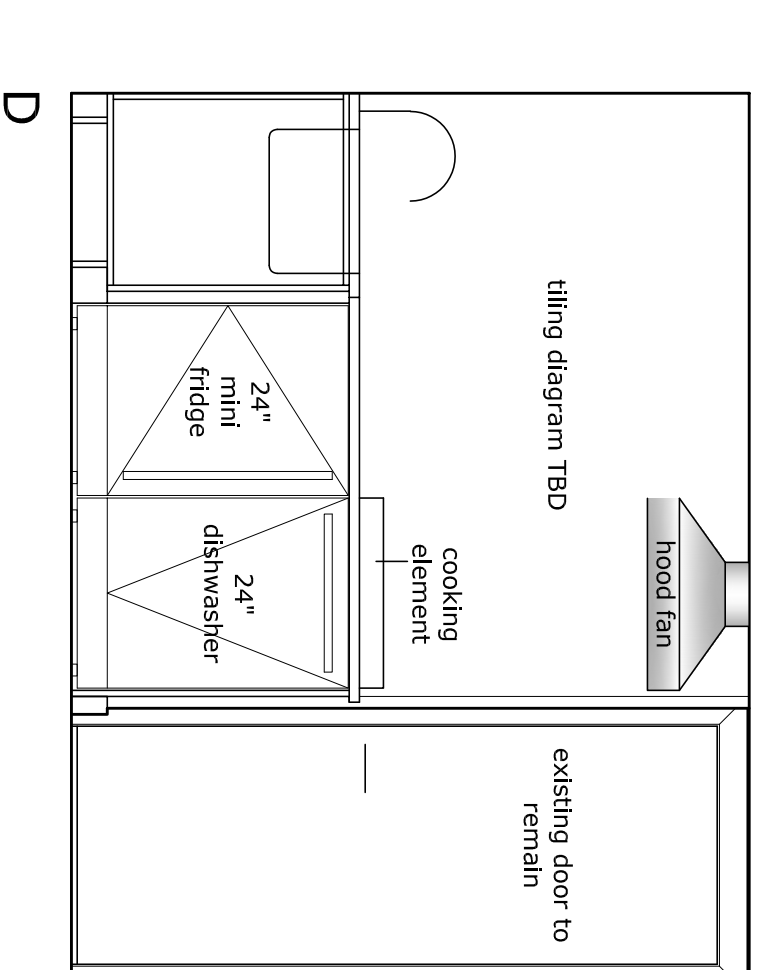 tiling diagram TBD
hood fan
cooking
element
24"
mini
fridge
24"
dishwasher
existing door to
remain
D